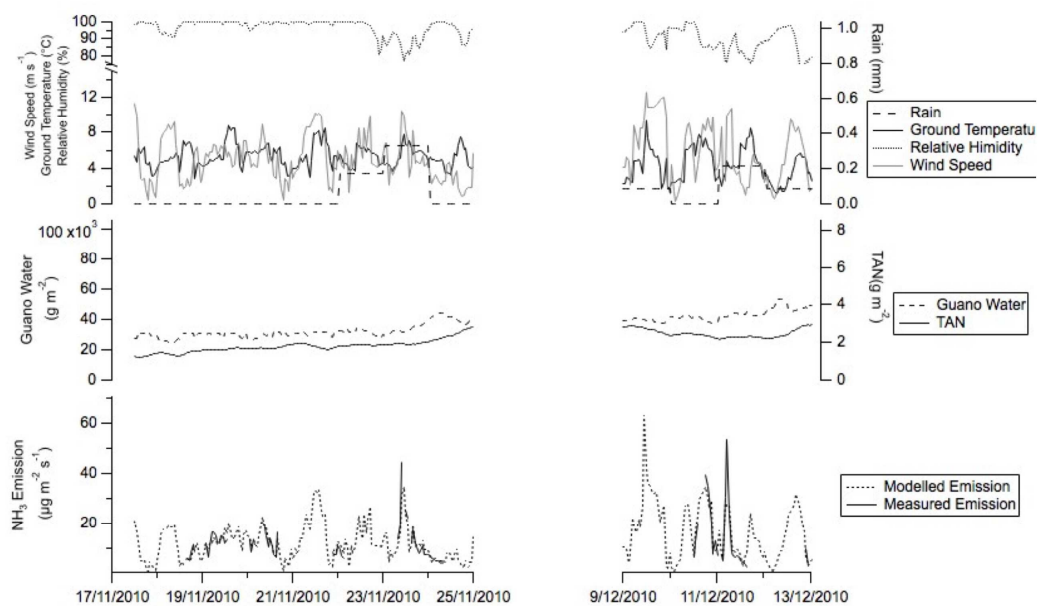 100
90
80
12
8
4
0
Wind Speed (m s⁻¹)
Ground Temperature (°C)
Relative Humidity (%)
1.0
0.8
0.6
0.4
0.2
0.0
Rain (mm)
Rain
Ground Temperatu
Relative Himidity
Wind Speed
100 x10³
80
60
40
20
0
Guano Water
(g m⁻²)
8
6
4
2
0
TAN(g m⁻²)
Guano Water
TAN
60
40
20
NH₃ Emission
(µg m⁻² s⁻¹)
Modelled Emission
Measured Emission
17/11/2010 19/11/2010 21/11/2010 23/11/2010 25/11/2010 9/12/2010 11/12/2010 13/12/2010